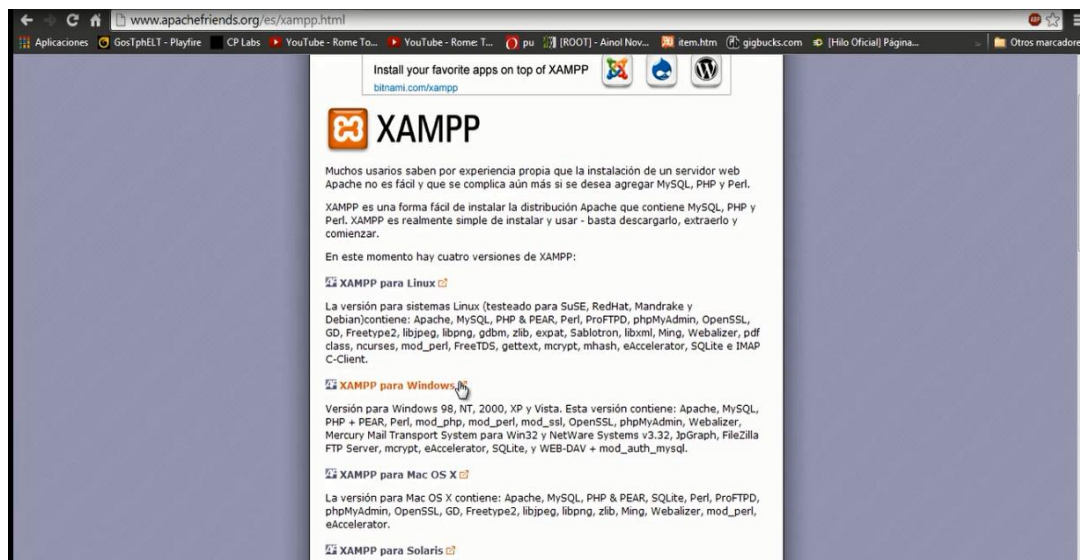 www.apachefriends.org/es/xampp.html
Aplicaciones GosTphELT - Playfire CP Labs YouTube - Rome To... YouTube - Rome: T... pu [ROOT] - Ainol Nov... item.htm gigbucks.com [Hilo Oficial] Página... » Otros marcadore
Install your favorite apps on top of XAMPP
bitnami.com/xampp
XAMPP
Muchos usarios saben por experiencia propia que la instalación de un servidor web
Apache no es fácil y que se complica aún más si se desea agregar MySQL, PHP y Perl.
XAMPP es una forma fácil de instalar la distribución Apache que contiene MySQL, PHP y
Perl. XAMPP es realmente simple de instalar y usar - basta descargarlo, extraerlo y
comienzar.
En este momento hay cuatro versiones de XAMPP:
XAMPP para Linux
La versión para sistemas Linux (testeado para SuSE, RedHat, Mandrake y
Debian)contiene: Apache, MySQL, PHP & PEAR, Perl, ProFTPD, phpMyAdmin, OpenSSL,
GD, Freetype2, libjpeg, libpng, gdbm, zlib, expat, Sablotron, libxml, Ming, Webalizer, pdf
class, ncurses, mod_perl, FreeTDS, gettext, mcrypt, mhash, eAccelerator, SQLite e IMAP
C-Client.
XAMPP para Windows
Versión para Windows 98, NT, 2000, XP y Vista. Esta versión contiene: Apache, MySQL,
PHP + PEAR, Perl, mod_php, mod_perl, mod_ssl, OpenSSL, phpMyAdmin, Webalizer,
Mercury Mail Transport System para Win32 y NetWare Systems v3.32, JpGraph, FileZilla
FTP Server, mcrypt, eAccelerator, SQLite, y WEB-DAV + mod_auth_mysql.
XAMPP para Mac OS X
La versión para Mac OS X contiene: Apache, MySQL, PHP & PEAR, SQLite, Perl, ProFTPD,
phpMyAdmin, OpenSSL, GD, Freetype2, libjpeg, libpng, zlib, Ming, Webalizer, mod_perl,
eAccelerator.
XAMPP para Solaris